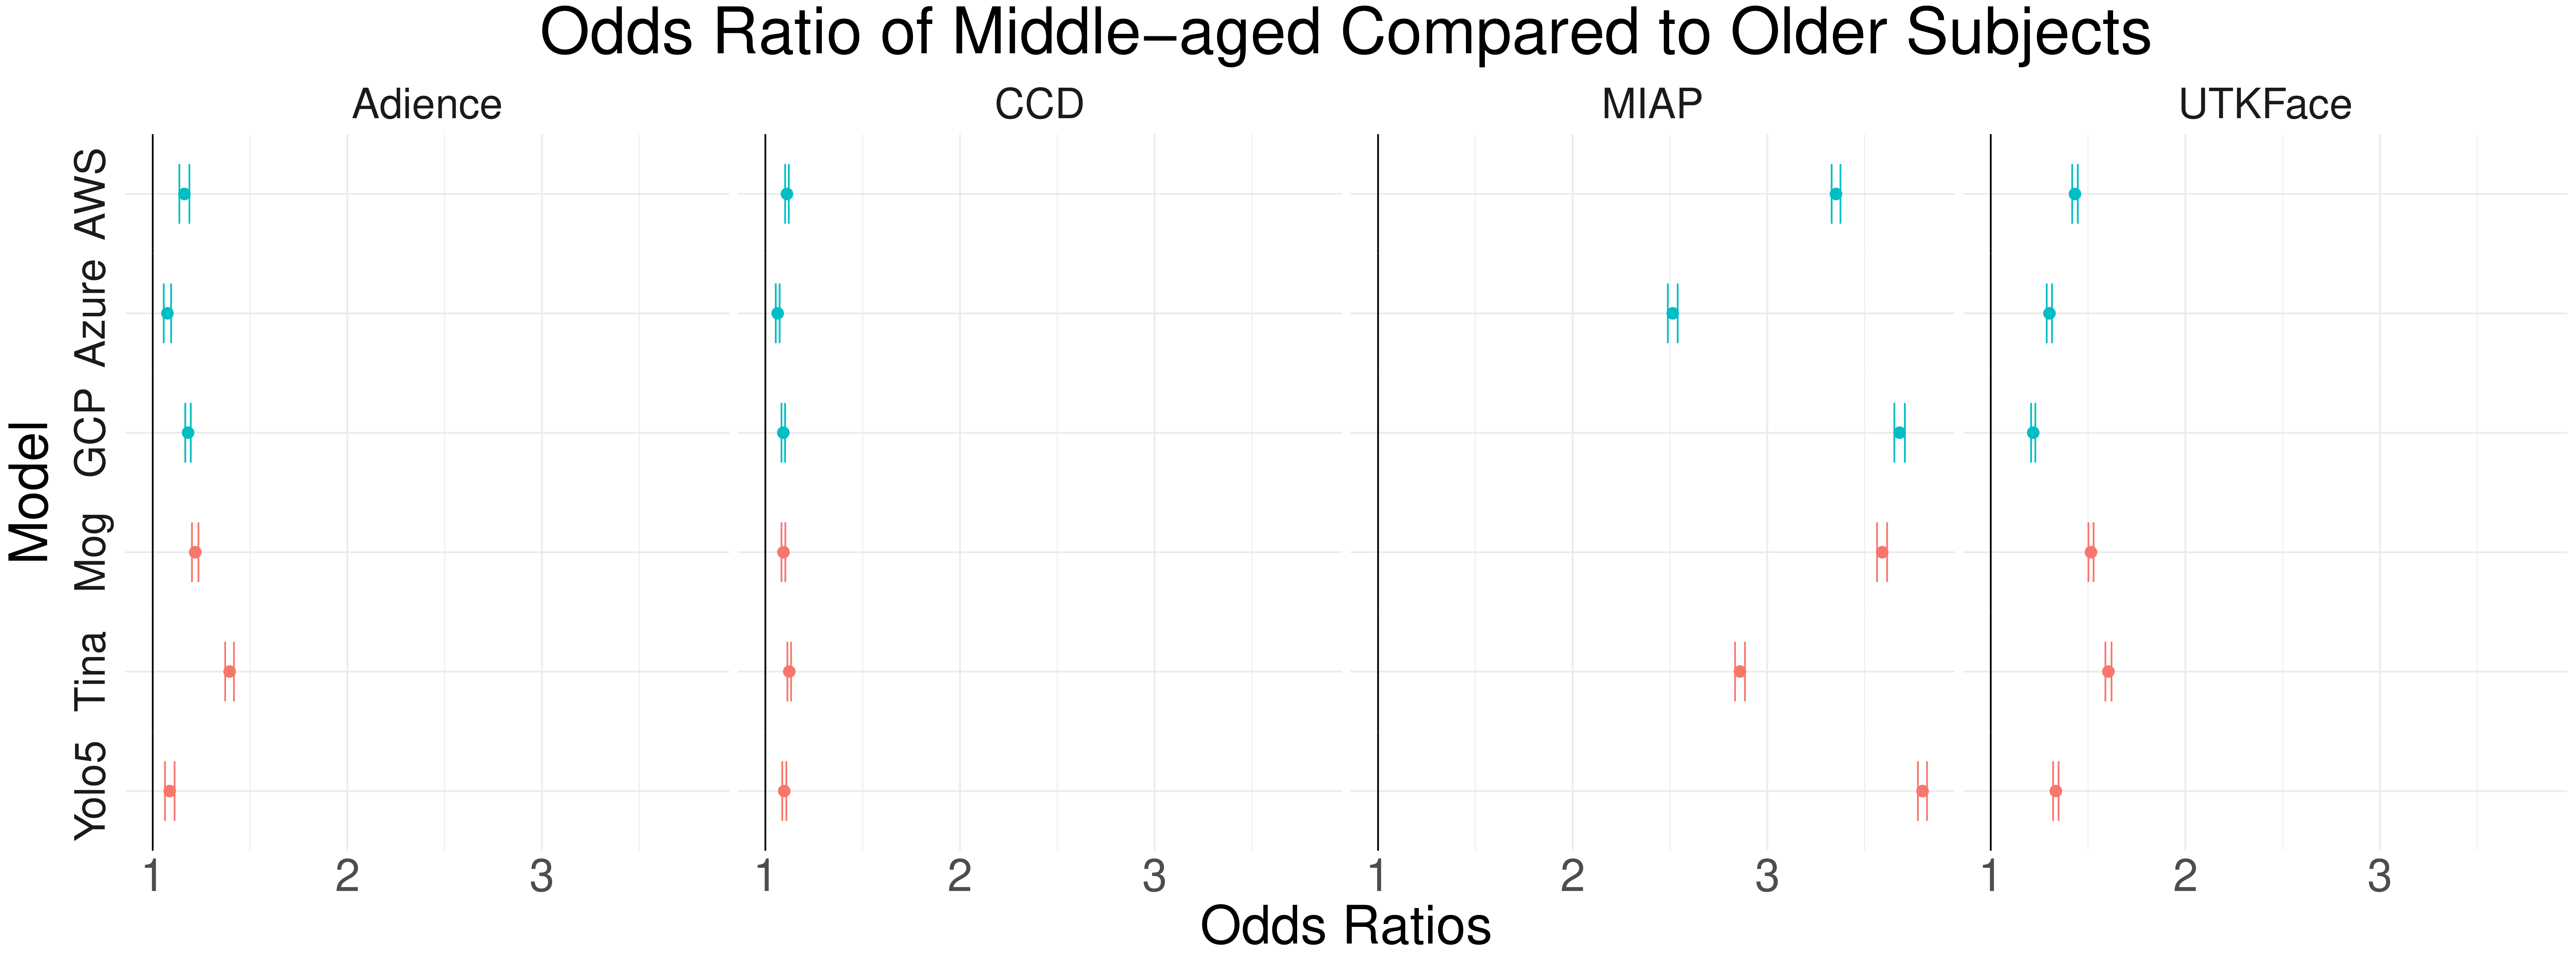 Odds Ratio of Middle−aged Compared to Older Subjects
Adience CCD MIAP UTKFace
Model
AWS
Azure
GCP
Mog
Tina
Yolo5
1 2 3 1 2 3 1 2 3 1 2 3
Odds Ratios